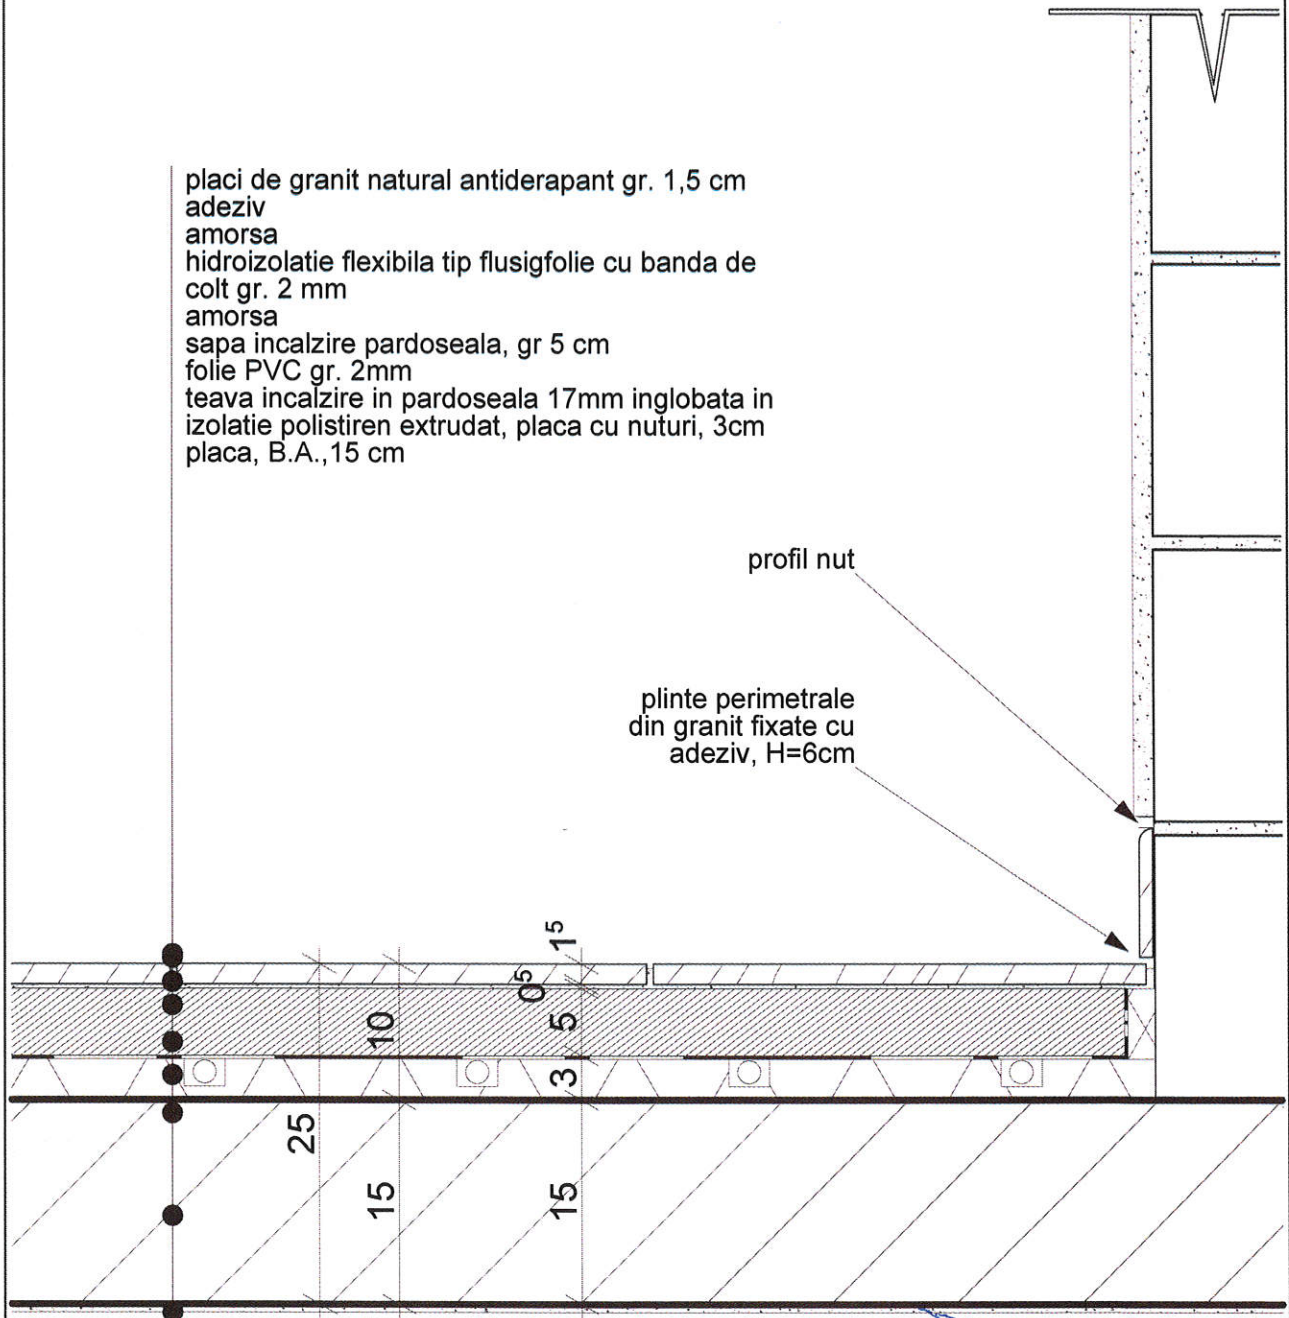 placi de granit natural antiderapant gr. 1,5 cm
adeziv
amorsa
hidroizolatie flexibila tip flusigfolie cu banda de
colt gr. 2 mm
amorsa
sapa incalzire pardoseala, gr 5 cm
folie PVC gr. 2mm
teava incalzire in pardoseala 17mm inglobata in
izolatie polistiren extrudat, placa cu nuturi, 3cm
placa, B.A.,15 cm
profil nut
plinte perimetrale
din granit fixate cu
adeziv, H=6cm
1⁵
0⁵
10
5
3
25
15
15